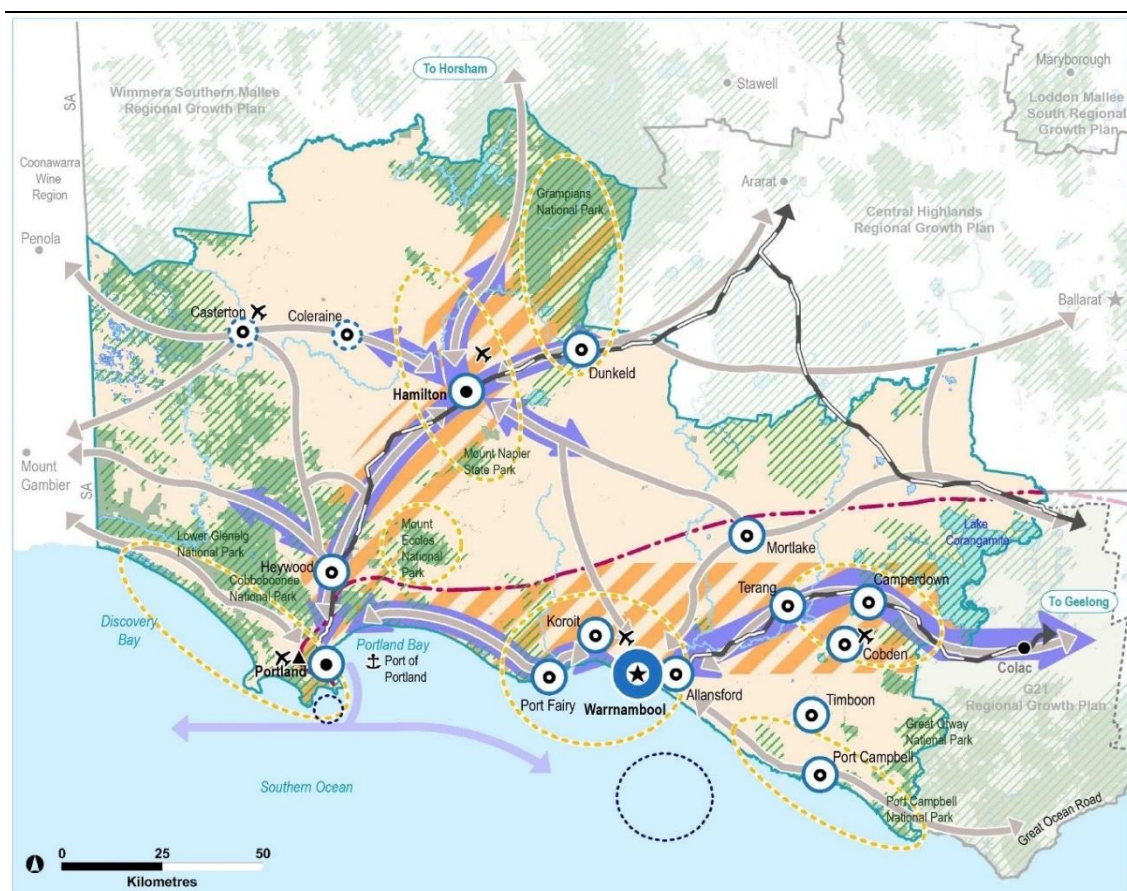 To Horsham
Wimmera Southern Mallee
Regional Growth Plan
SA
Coonawarra
Wine
Region
Penola
Stawell
Maryborough
Loddon Mallee
South Regional
Growth Plan
Ararat
Central Highlands
Regional Growth Plan
Ballarat
Grampians
National Park
Casterton
Coleraine
Dunkeld
Hamilton
Mount Napier
State Park
Mount
Gambier
SA
Lower Glenelg
National Park
Mount
Eccles
National
Park
Heywood
Cobboboonee
National Park
Mortlake
Lake
Corangamite
Terang
Camperdown
To Geelong
Discovery
Bay
Portland Bay
Koroit
Cobden
Portland
Port of
Portland
Colac
Port Fairy
Warrnambool
Allansford
G21
Regional Growth Plan
Timboon
Great Otway
National Park
Port Campbell
Southern Ocean
Port Campbell
National Park
Great Ocean Road
0 25 50
Kilometres